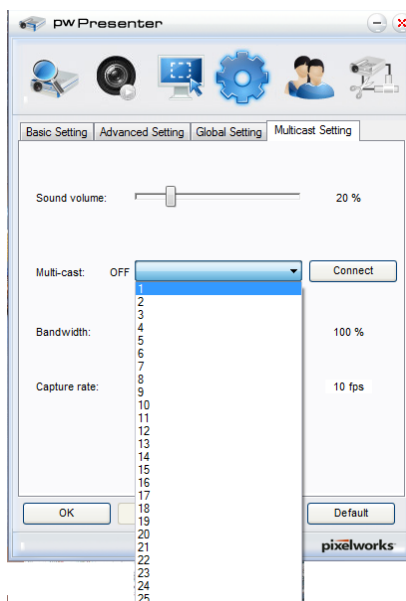 pwPresenter
Basic Setting Advanced Setting Global Setting Multicast Setting
Sound volume: 20 %
Multi-cast: OFF Connect
1
2
3
4
Bandwidth: 100 %
5
6
7
8
Capture rate: 10 fps
9
10
11
12
13
14
15
16
17
OK 18 Default
19
20
21 pixelworks
22
23
24
25